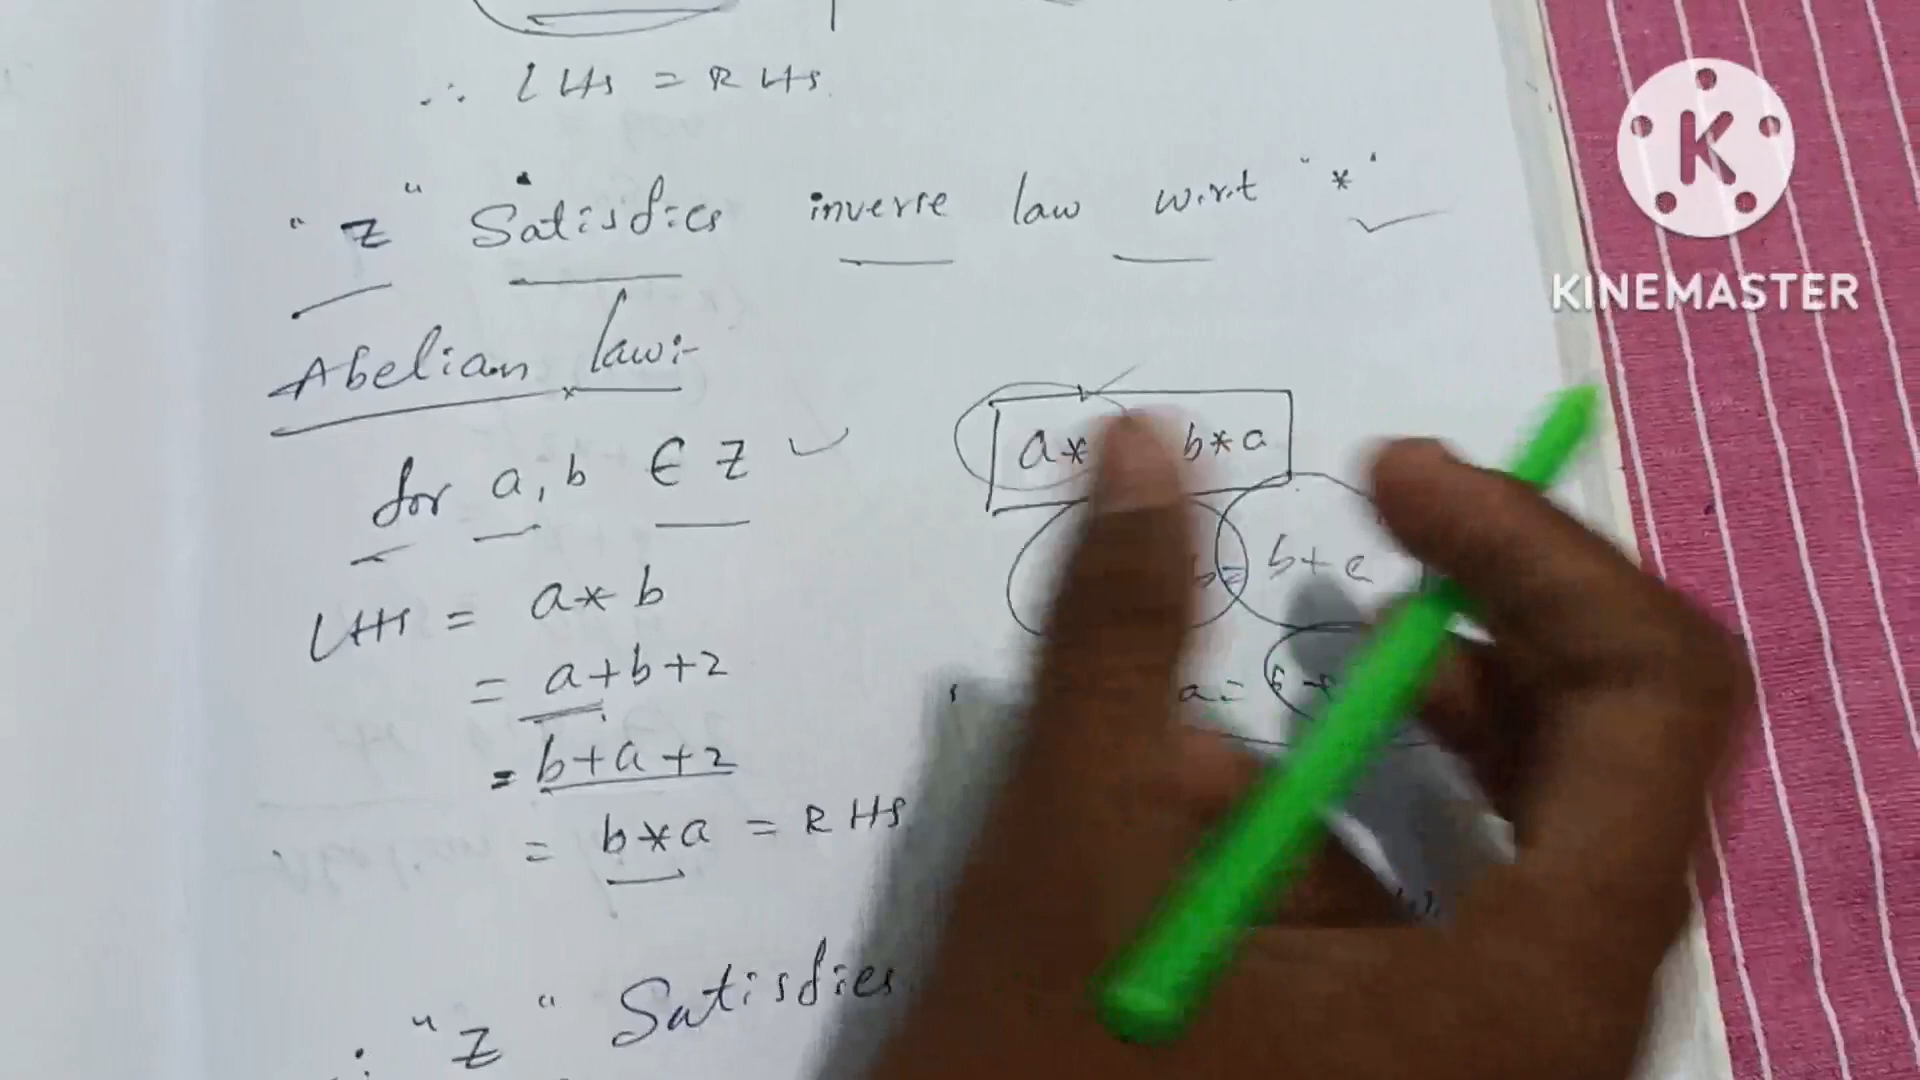 ∴ LHS = RHS.
"Z" Satisfies inverse law w.r.t "*"
KINEMASTER
Abelian law:-
for a, b ∈ Z
a* b*a
LHS = a * b
b= b+a
= a+b+2
a=
= b+a+2
= b*a = RHS.
∴ "Z" Satisfies